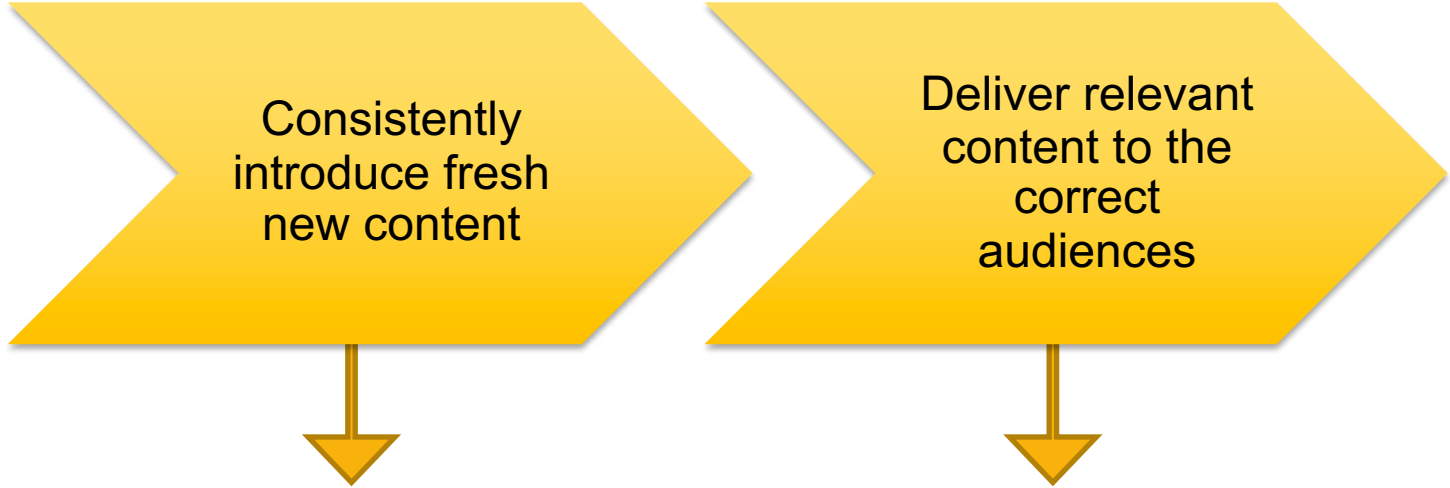 Consistently
introduce fresh
new content
Deliver relevant
content to the
correct
audiences